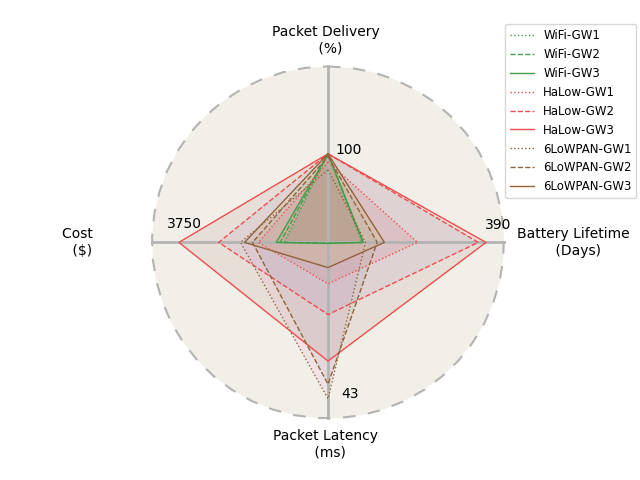 Packet Delivery
(%)
WiFi-GW1
WiFi-GW2
WiFi-GW3
HaLow-GW1
HaLow-GW2
HaLow-GW3
6LoWPAN-GW1
6LoWPAN-GW2
6LoWPAN-GW3
100
3750
390
Cost
($)
Battery Lifetime
(Days)
43
Packet Latency
(ms)